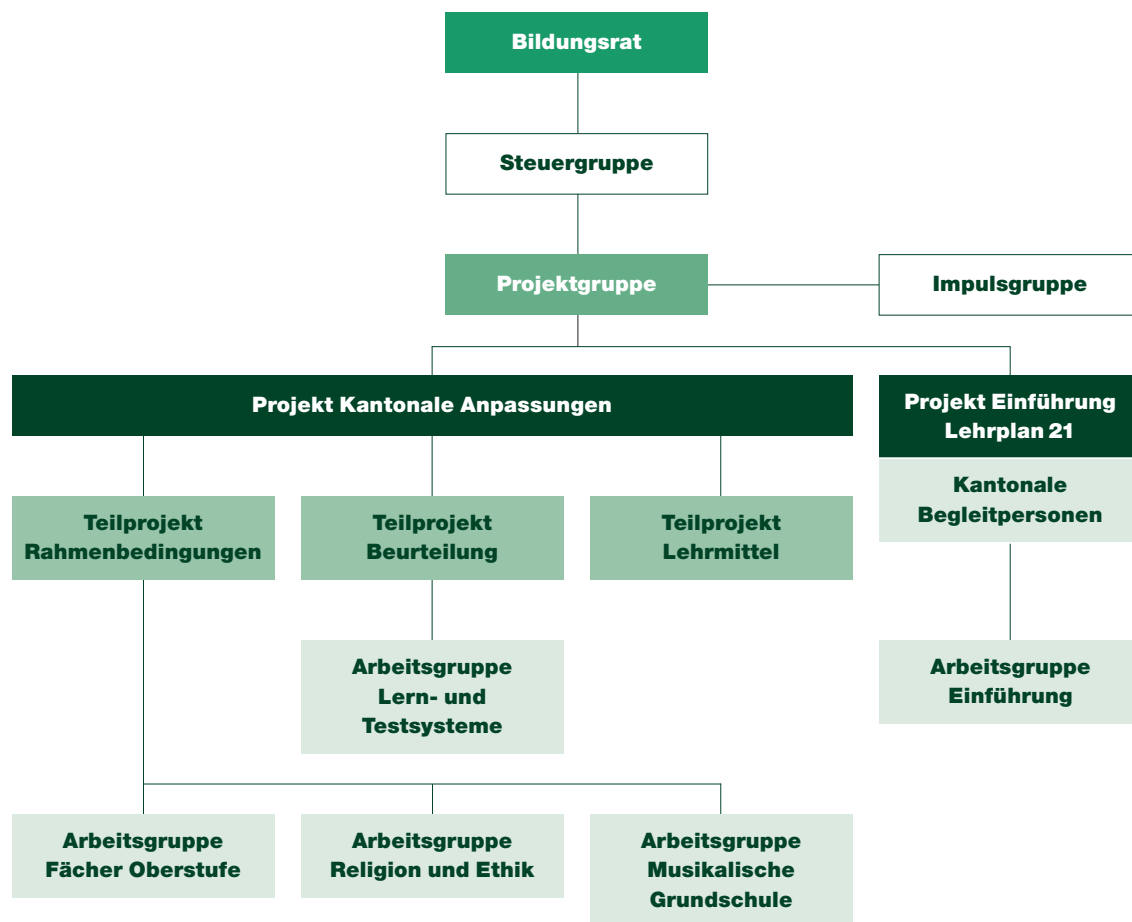 Bildungsrat
Steuergruppe
Projektgruppe
Impulsgruppe
Projekt Kantonale Anpassungen
Projekt Einführung
Lehrplan 21
Kantonale
Begleitpersonen
Teilprojekt
Rahmenbedingungen
Teilprojekt
Beurteilung
Teilprojekt
Lehrmittel
Arbeitsgruppe
Lern- und
Testsysteme
Arbeitsgruppe
Einführung
Arbeitsgruppe
Fächer Oberstufe
Arbeitsgruppe
Religion und Ethik
Arbeitsgruppe
Musikalische
Grundschule